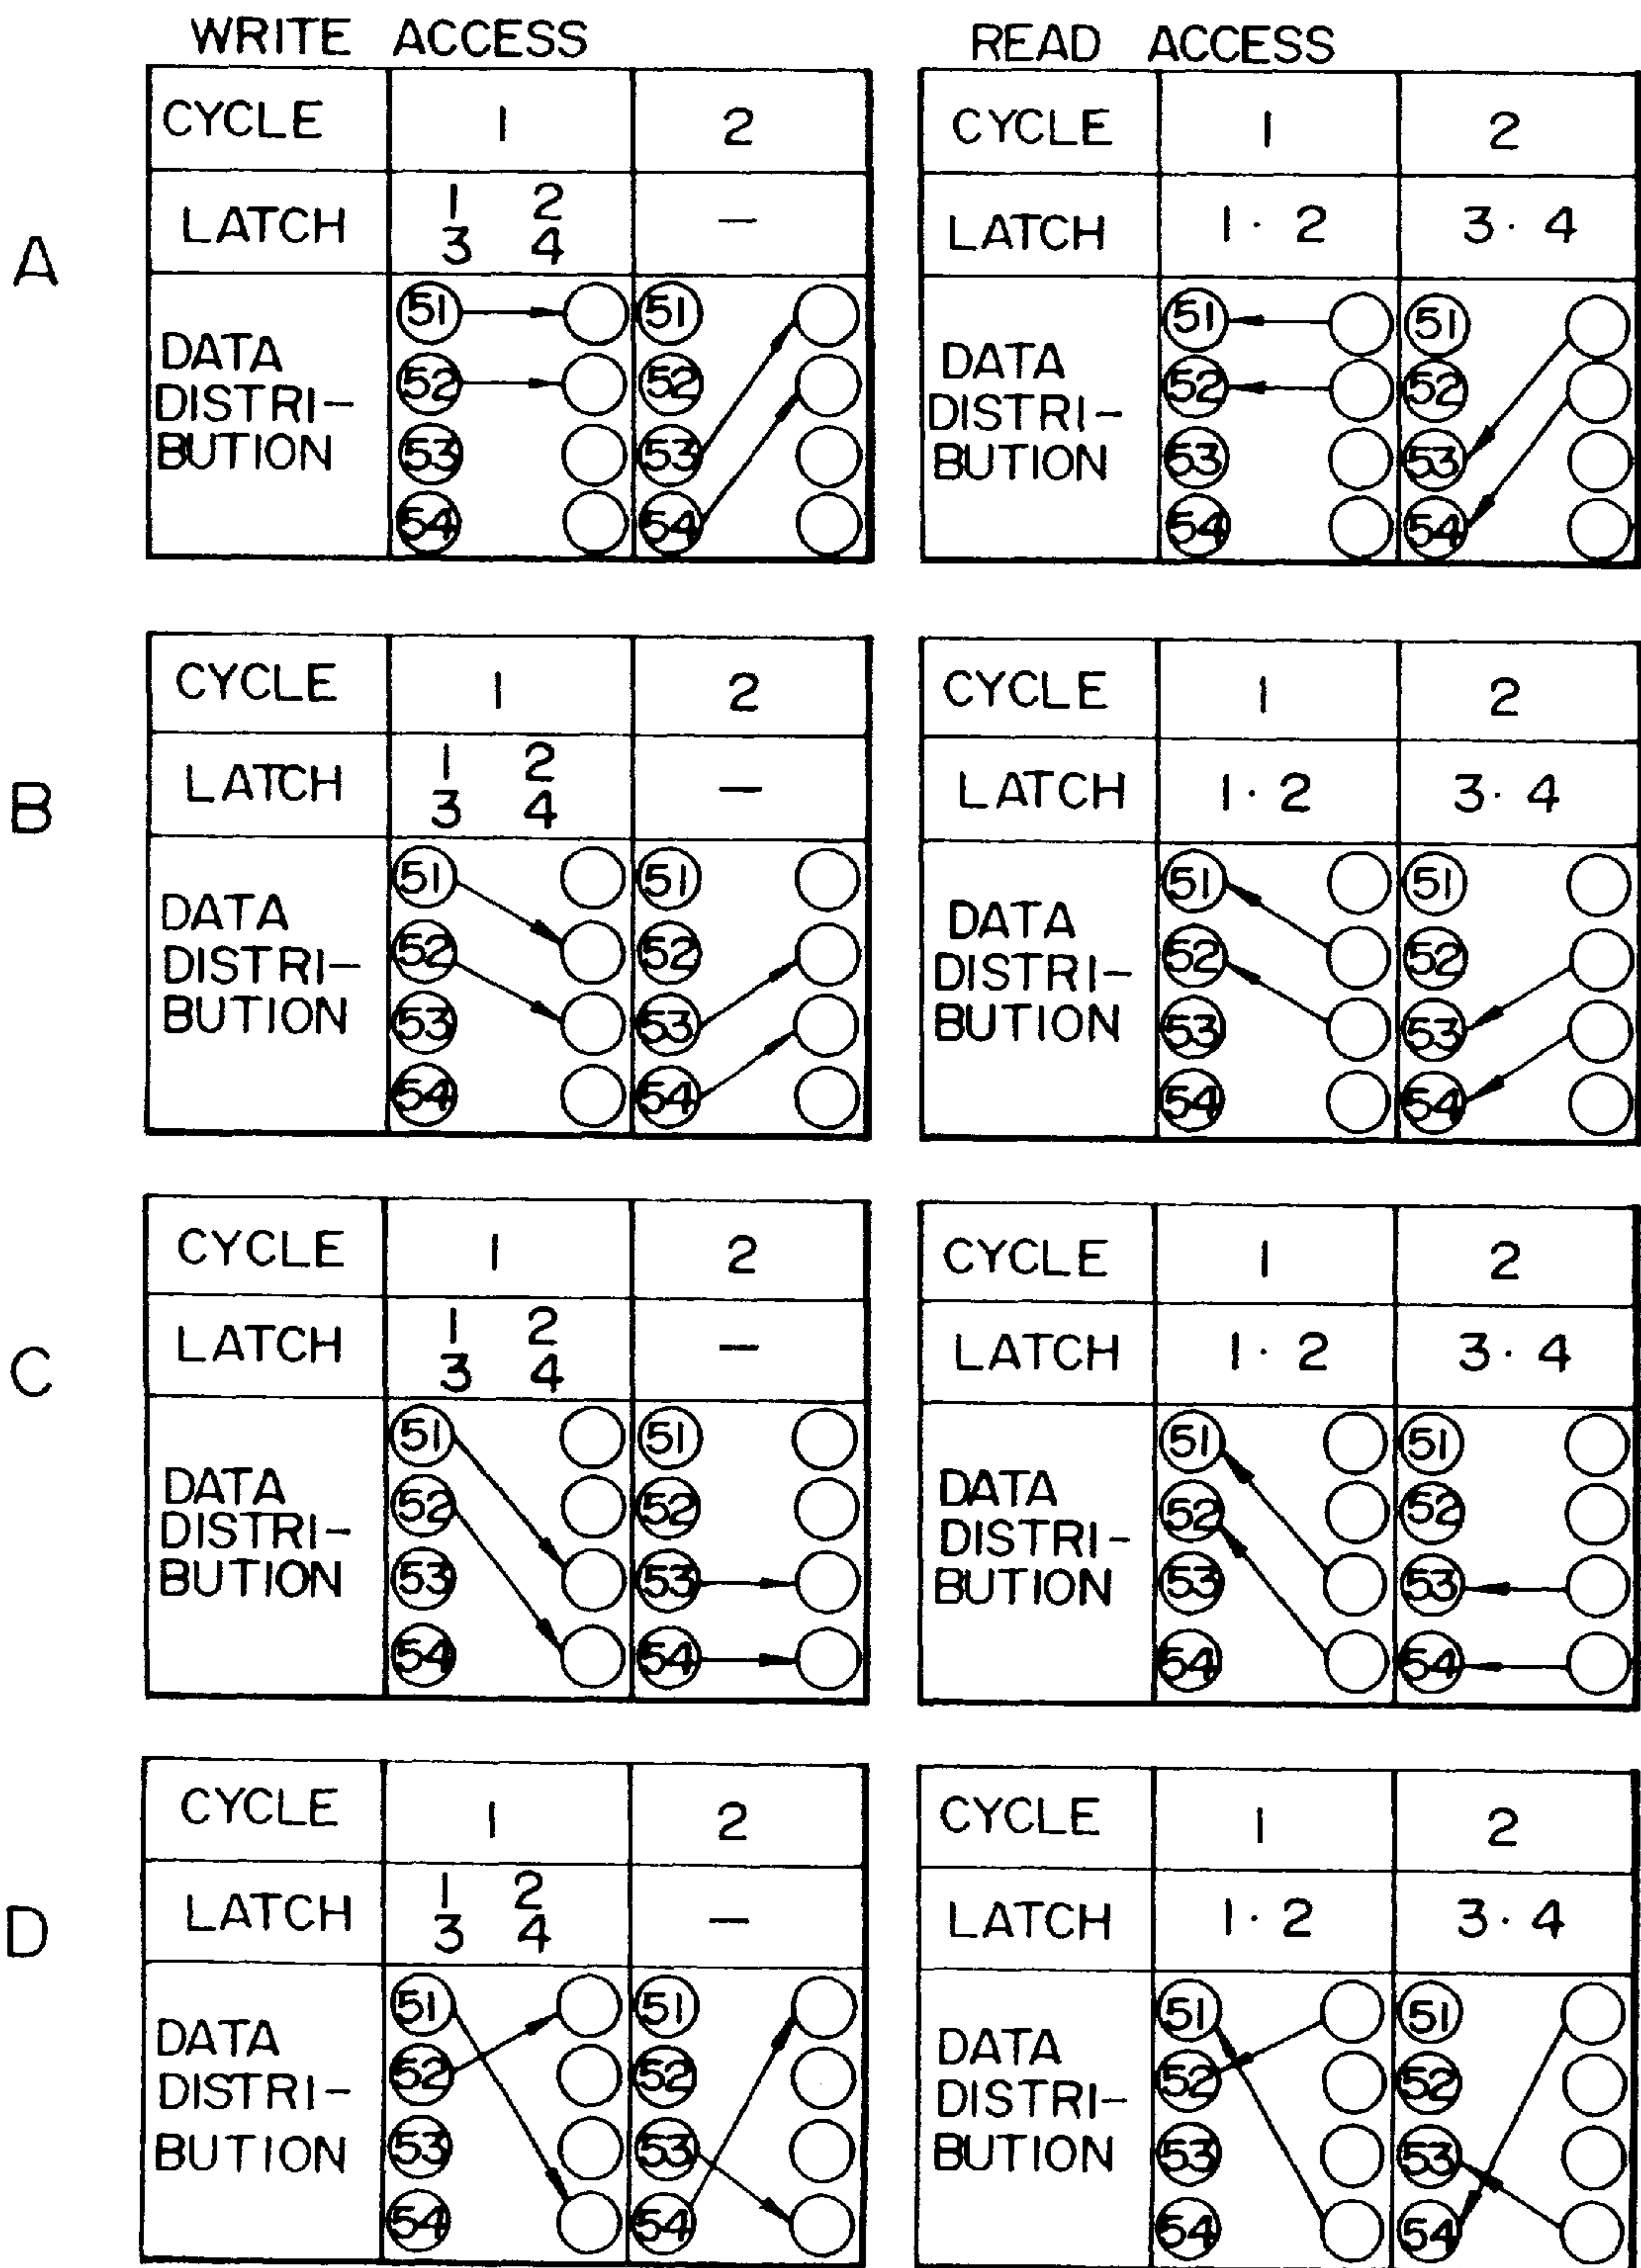 WRITE ACCESS
READ ACCESS
A
CYCLE 1 2
LATCH 1 2 —
3 4
DATA
DISTRI-
BUTION
51 51
52 52
53 53
54 54
CYCLE 1 2
LATCH 1·2 3·4
DATA
DISTRI-
BUTION
51 51
52 52
53 53
54 54
B
CYCLE 1 2
LATCH 1 2 —
3 4
DATA
DISTRI-
BUTION
51 51
52 52
53 53
54 54
CYCLE 1 2
LATCH 1·2 3·4
DATA
DISTRI-
BUTION
51 51
52 52
53 53
54 54
C
CYCLE 1 2
LATCH 1 2 —
3 4
DATA
DISTRI-
BUTION
51 51
52 52
53 53
54 54
CYCLE 1 2
LATCH 1·2 3·4
DATA
DISTRI-
BUTION
51 51
52 52
53 53
54 54
D
CYCLE 1 2
LATCH 1 2 —
3 4
DATA
DISTRI-
BUTION
51 51
52 52
53 53
54 54
CYCLE 1 2
LATCH 1·2 3·4
DATA
DISTRI-
BUTION
51 51
52 52
53 53
54 54